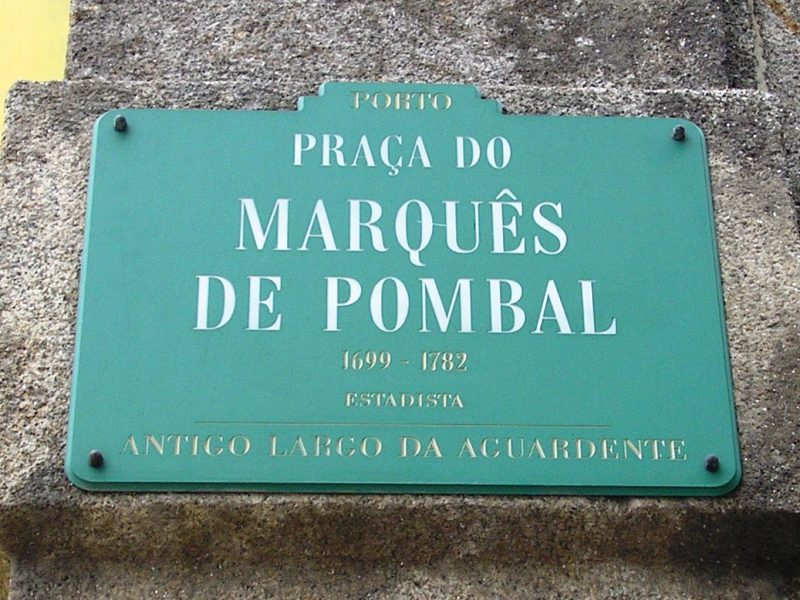 PORTO
PRAÇA DO
MARQUÊS
DE POMBAL
1699 - 1782
ESTADISTA
ANTIGO LARGO DA AGUARDENTE